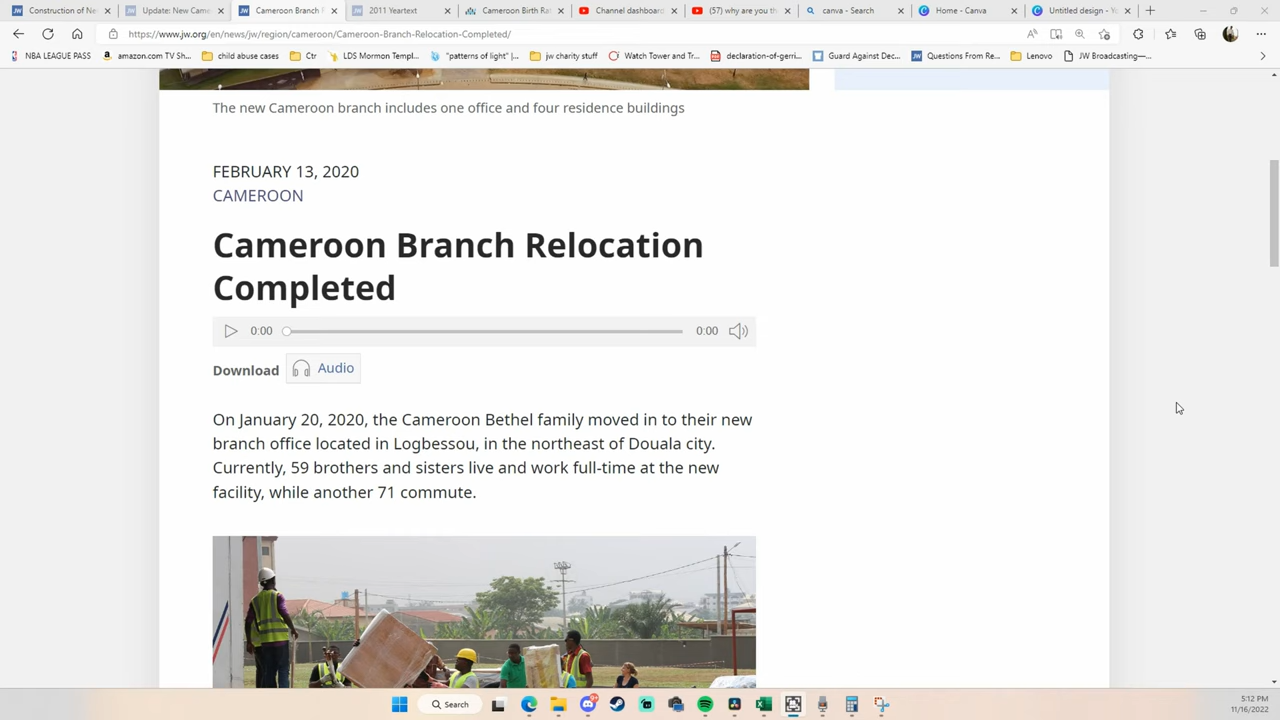 Construction of Ne
Update: New Came
Cameroon Branch R
2011 Yeartext
Cameroon Birth Rat
Channel dashboard
(57) why are you th
canva - Search
Home - Canva
Untitled design - Yo
https://www.jw.org/en/news/jw/region/cameroon/Cameroon-Branch-Relocation-Completed/
NBA LEAGUE PASS
amazon.com TV Sh...
child abuse cases
Ctr
LDS Mormon Templ...
"patterns of light" |...
jw charity stuff
Watch Tower and Tr...
declaration-of-gerri...
Guard Against Dec...
Questions From Re...
Lenovo
JW Broadcasting—...
The new Cameroon branch includes one office and four residence buildings
FEBRUARY 13, 2020
CAMEROON
Cameroon Branch Relocation
Completed
0:00 0:00
Download Audio
On January 20, 2020, the Cameroon Bethel family moved in to their new
branch office located in Logbessou, in the northeast of Douala city.
Currently, 59 brothers and sisters live and work full-time at the new
facility, while another 71 commute.
Search
5:12 PM
11/16/2022